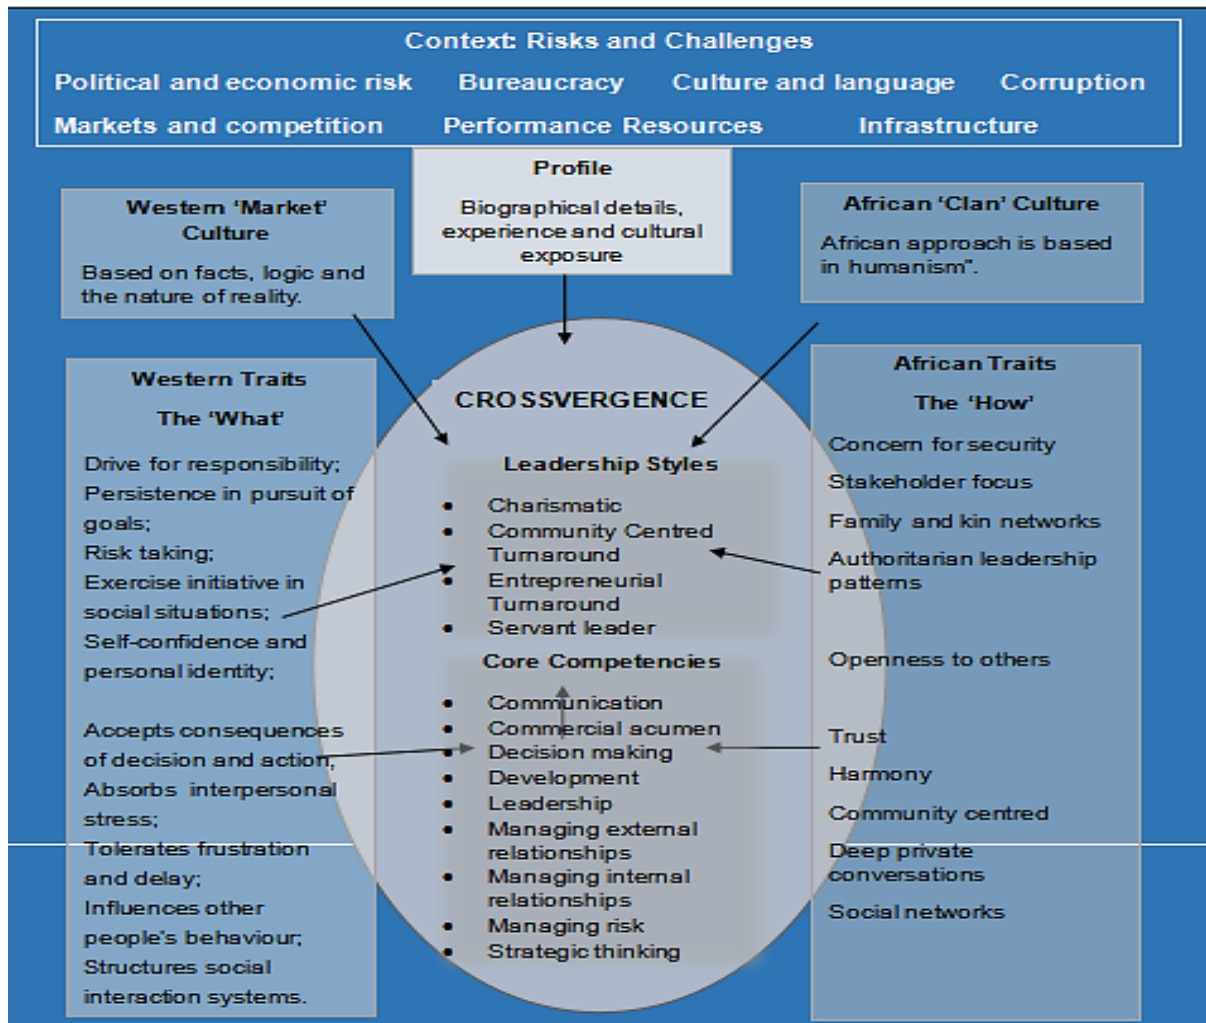 Context: Risks and Challenges
Political and economic risk Bureaucracy Culture and language Corruption
Markets and competition Performance Resources Infrastructure
Profile
Biographical details,
experience and cultural
exposure
Western ‘Market’
Culture
Based on facts, logic and
the nature of reality.
African ‘Clan’ Culture
African approach is based
in humanism”.
Western Traits
The ‘What’
Drive for responsibility;
Persistence in pursuit of
goals;
Risk taking;
Exercise initiative in
social situations;
Self-confidence and
personal identity;
Accepts consequences
of decision and action;
Absorbs interpersonal
stress;
Tolerates frustration
and delay;
Influences other
people’s behaviour;
Structures social
interaction systems.
CROSSVERGENCE
Leadership Styles
• Charismatic
• Community Centred
Turnaround
• Entrepreneurial
Turnaround
• Servant leader
Core Competencies
• Communication
• Commercial acumen
• Decision making
• Development
• Leadership
• Managing external
relationships
• Managing internal
relationships
• Managing risk
• Strategic thinking
African Traits
The ‘How’
Concern for security
Stakeholder focus
Family and kin networks
Authoritarian leadership
patterns
Openness to others
Trust
Harmony
Community centred
Deep private
conversations
Social networks